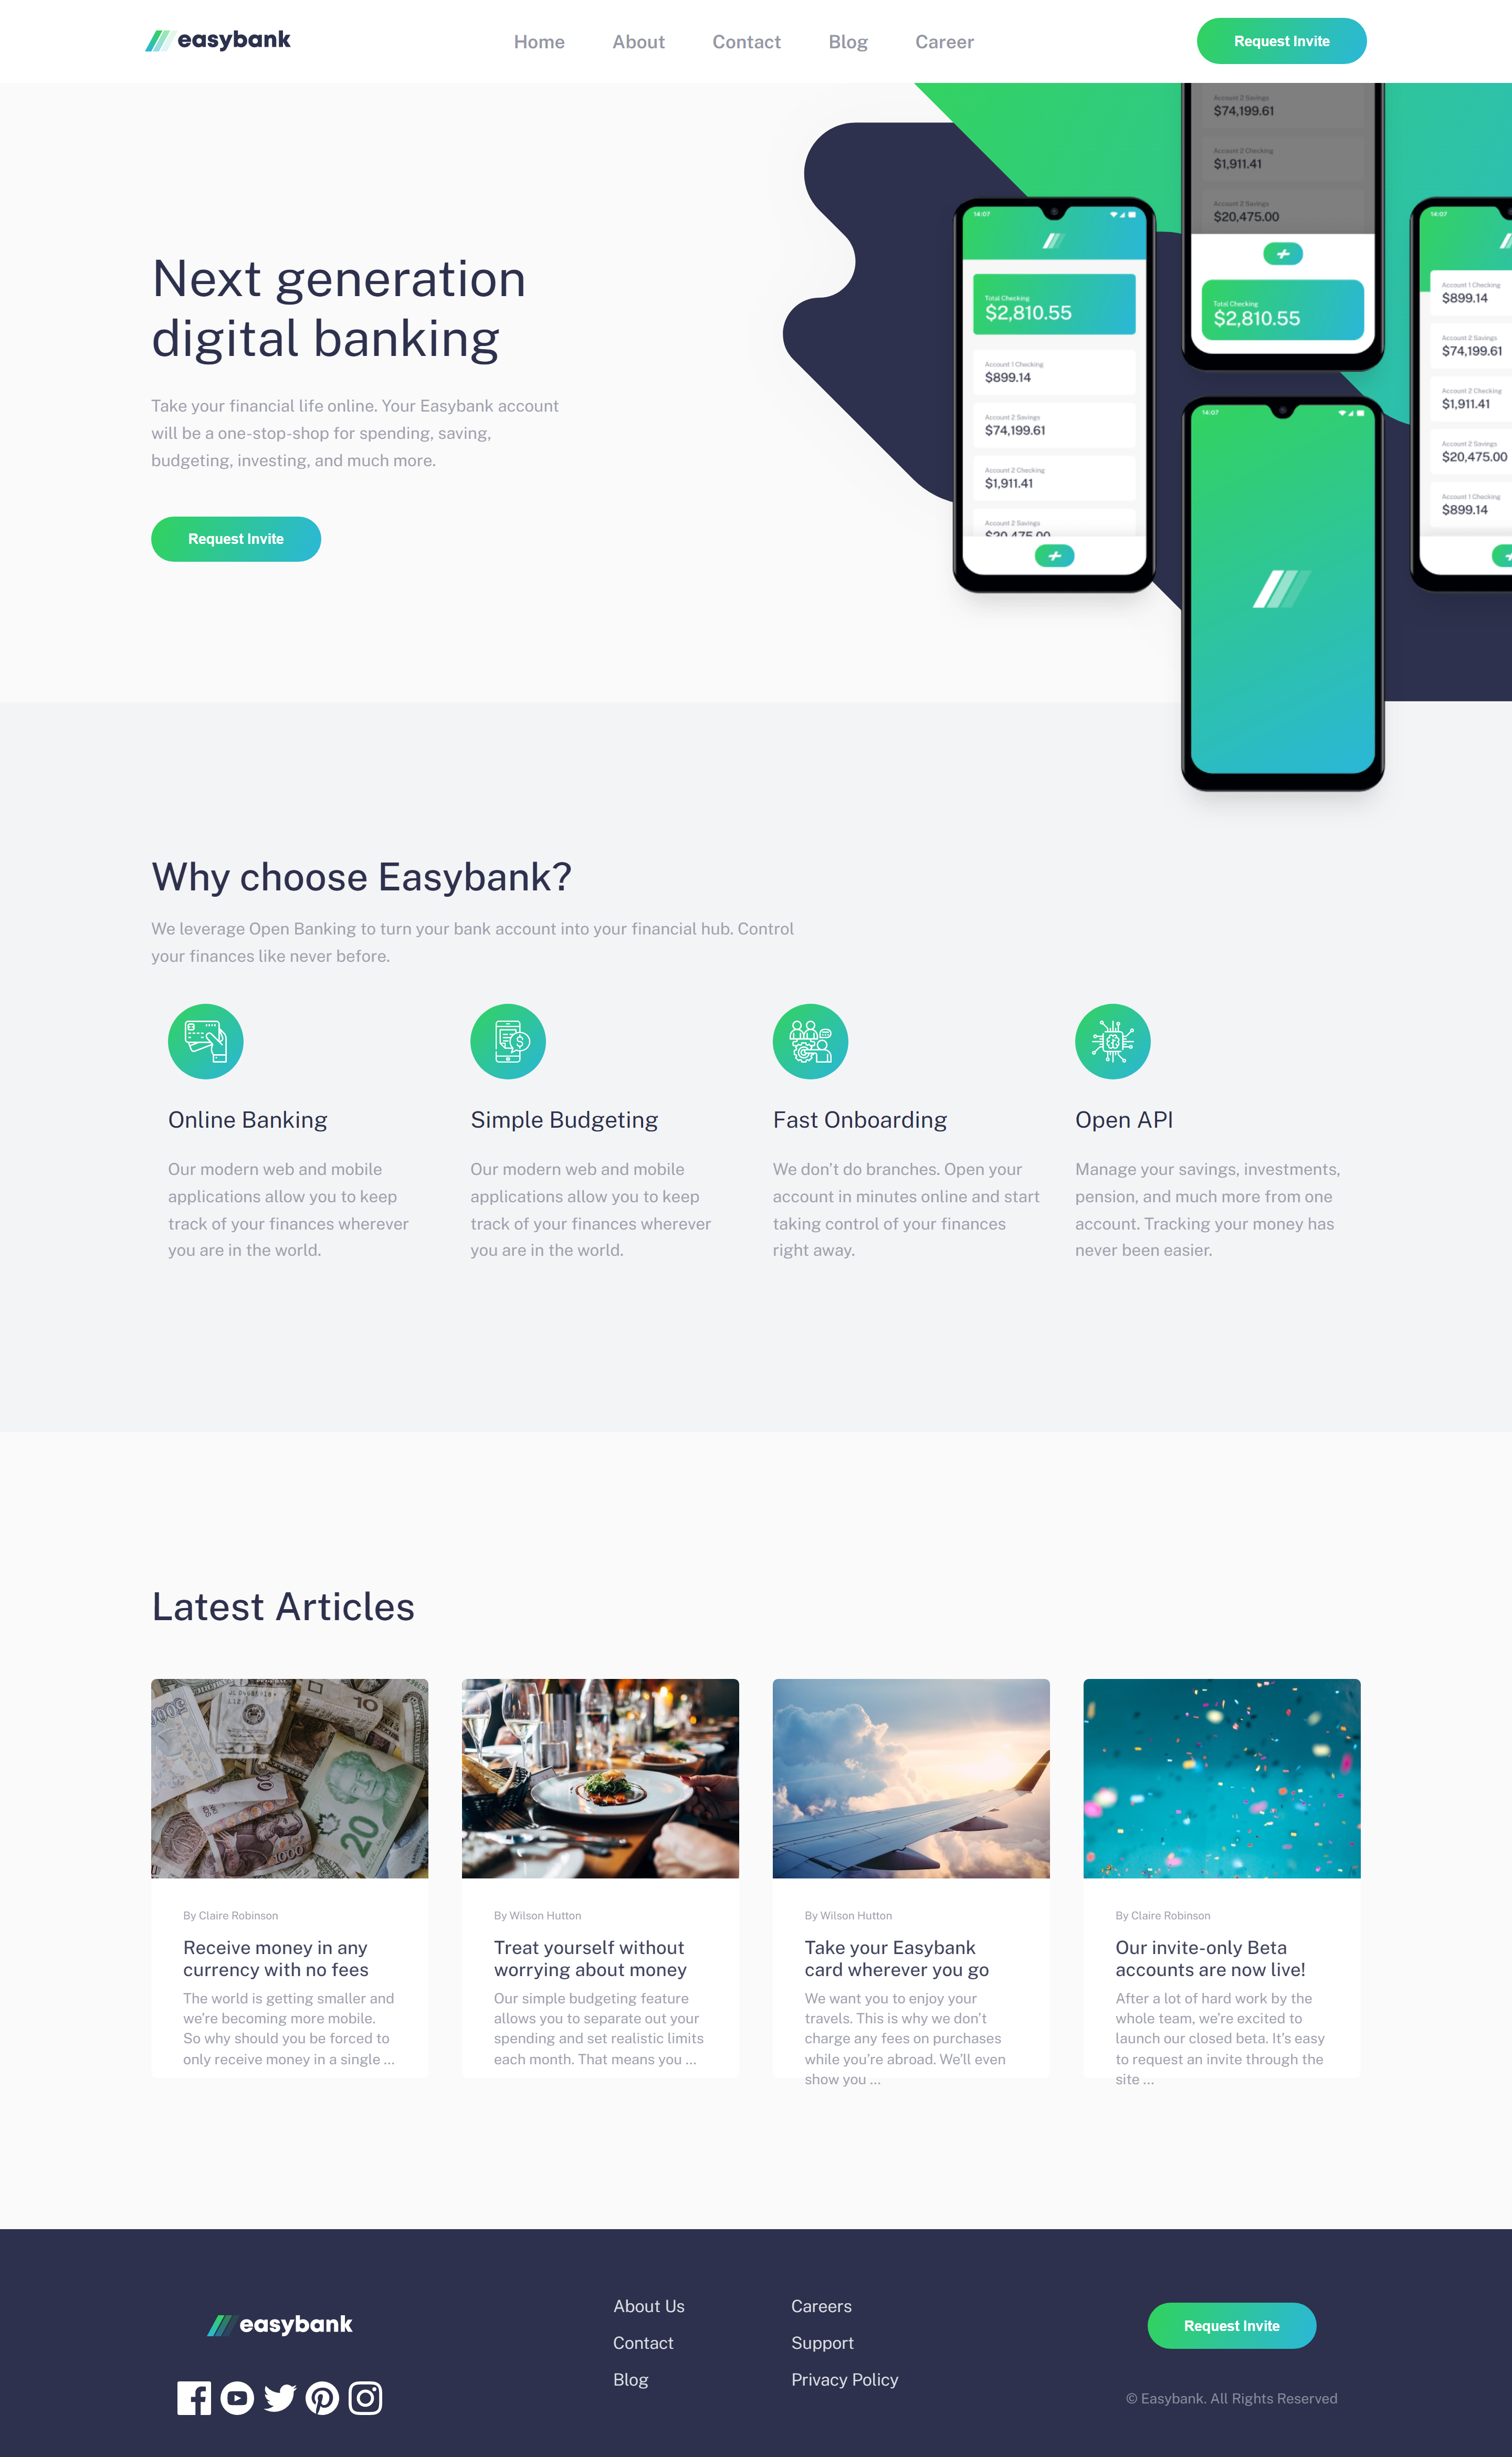 easybank
Home
About
Contact
Blog
Career
Request Invite
Next generation
digital banking
Take your financial life online. Your Easybank account
will be a one-stop-shop for spending, saving,
budgeting, investing, and much more.
Request Invite
14:07
Total Checking
$2,810.55
Account 1 Checking
$899.14
Account 2 Savings
$74,199.61
Account 2 Checking
$1,911.41
Account 2 Savings
$20,475.00
Account 2 Savings
$74,199.61
Account 2 Checking
$1,911.41
Account 2 Savings
$20,475.00
Total Checking
$2,810.55
14:07
14:07
Account 1 Checking
$899.14
Account 2 Savings
$74,199.61
Account 2 Checking
$1,911.41
Account 2 Savings
$20,475.00
Account 1 Checking
$899.14
Why choose Easybank?
We leverage Open Banking to turn your bank account into your financial hub. Control
your finances like never before.
Online Banking
Our modern web and mobile
applications allow you to keep
track of your finances wherever
you are in the world.
Simple Budgeting
Our modern web and mobile
applications allow you to keep
track of your finances wherever
you are in the world.
Fast Onboarding
We don’t do branches. Open your
account in minutes online and start
taking control of your finances
right away.
Open API
Manage your savings, investments,
pension, and much more from one
account. Tracking your money has
never been easier.
Latest Articles
5000
10
20
1000
By Claire Robinson
Receive money in any
currency with no fees
The world is getting smaller and
we’re becoming more mobile.
So why should you be forced to
only receive money in a single …
By Wilson Hutton
Treat yourself without
worrying about money
Our simple budgeting feature
allows you to separate out your
spending and set realistic limits
each month. That means you …
By Wilson Hutton
Take your Easybank
card wherever you go
We want you to enjoy your
travels. This is why we don’t
charge any fees on purchases
while you’re abroad. We’ll even
show you …
By Claire Robinson
Our invite-only Beta
accounts are now live!
After a lot of hard work by the
whole team, we’re excited to
launch our closed beta. It’s easy
to request an invite through the
site …
easybank
About Us
Contact
Blog
Careers
Support
Privacy Policy
Request Invite
© Easybank. All Rights Reserved